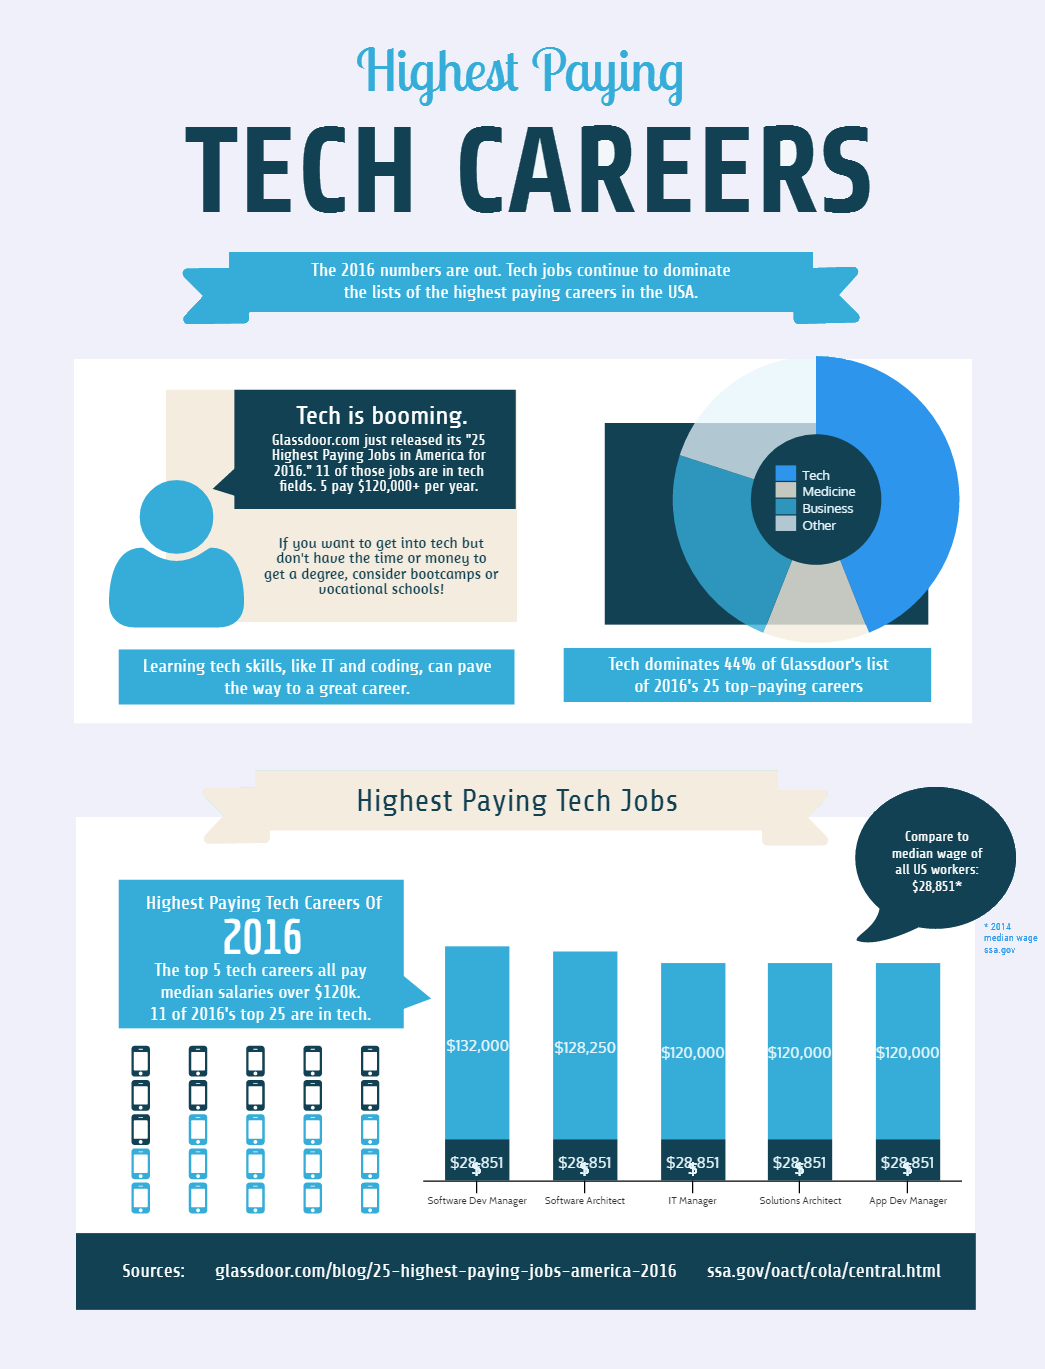 Highest Paying
TECH CAREERS
The 2016 numbers are out. Tech jobs continue to dominate
the lists of the highest paying careers in the USA.
Tech is booming.
Glassdoor.com just released its "25
Highest Paying Jobs in America for
2016." 11 of those jobs are in tech
fields. 5 pay $120,000+ per year.
If you want to get into tech but
don't have the time or money to
get a degree, consider bootcamps or
vocational schools!
Learning tech skills, like IT and coding, can pave
the way to a great career.
Tech
Medicine
Business
Other
Tech dominates 44% of Glassdoor's list
of 2016's 25 top-paying careers
Highest Paying Tech Jobs
Compare to
median wage of
all US workers:
$28,851*
* 2014
median wage
ssa.gov
Highest Paying Tech Careers Of
2016
The top 5 tech careers all pay
median salaries over $120k.
11 of 2016's top 25 are in tech.
$132,000 $128,250 $120,000 $120,000 $120,000
$28,851 $28,851 $28,851 $28,851 $28,851
$ $ $ $ $
Software Dev Manager Software Architect IT Manager Solutions Architect App Dev Manager
Sources: glassdoor.com/blog/25-highest-paying-jobs-america-2016 ssa.gov/oact/cola/central.html